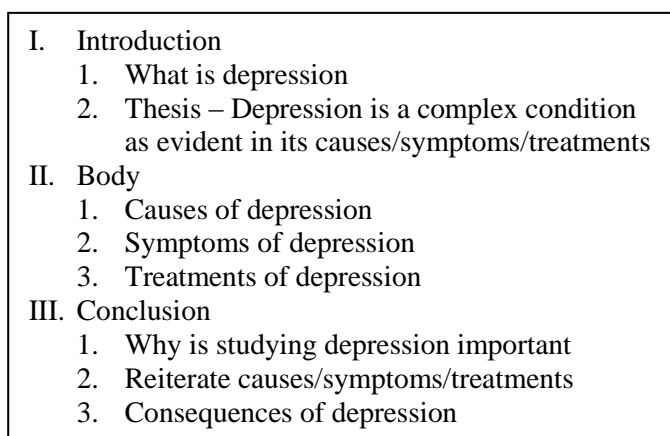 I. Introduction
1. What is depression
2. Thesis – Depression is a complex condition
as evident in its causes/symptoms/treatments
II. Body
1. Causes of depression
2. Symptoms of depression
3. Treatments of depression
III. Conclusion
1. Why is studying depression important
2. Reiterate causes/symptoms/treatments
3. Consequences of depression